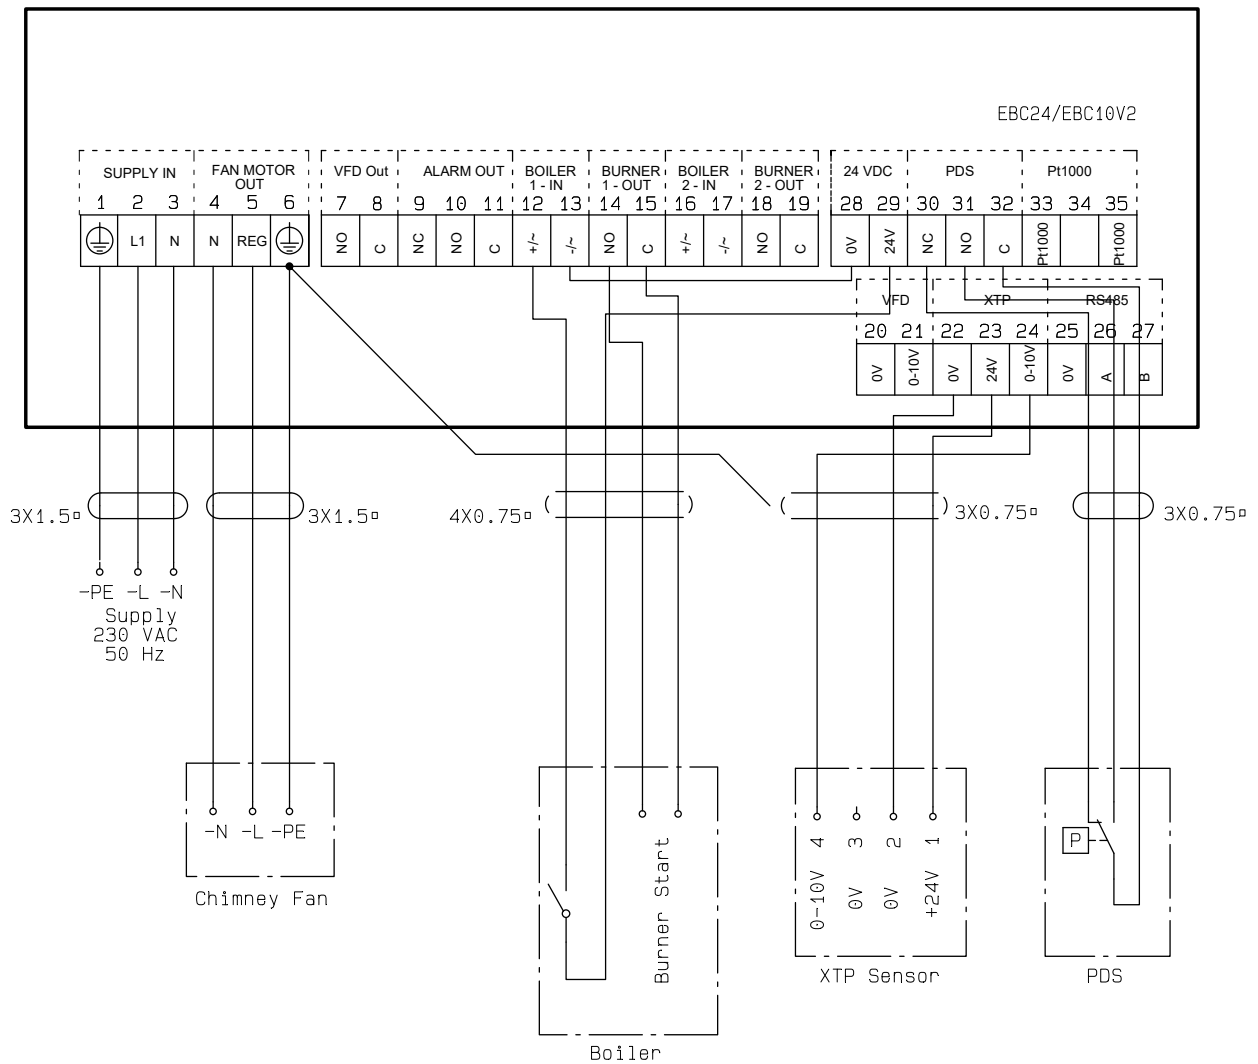 EBC24/EBC10V2
SUPPLY IN
FAN MOTOR
OUT
VFD Out
ALARM OUT
BOILER
1 - IN
BURNER
1 - OUT
BOILER
2 - IN
BURNER
2 - OUT
24 VDC
PDS
Pt1000
1 2 3 4 5 6 7 8 9 10 11 12 13 14 15 16 17 18 19 28 29 30 31 32 33 34 35
L1 N N REG NO C NC NO C +/~ -/~ NO C +/~ -/~ NO C 0V 24V NC NO C Pt1000 Pt1000
VFD XTP RS485
20 21 22 23 24 25 26 27
0V 0-10V 0V 24V 0-10V 0V A B
3X1.5▫ 3X1.5▫ 4X0.75▫ 3X0.75▫ 3X0.75▫
-PE -L -N
Supply
230 VAC
50 Hz
-N -L -PE
Chimney Fan
Burner Start
Boiler
4 3 2 1
0-10V 0V 0V +24V
XTP Sensor
P
PDS